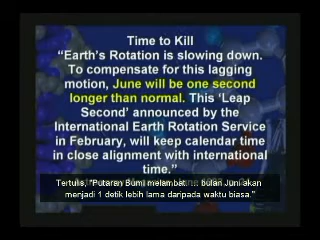 Time to Kill
“Earth’s Rotation is slowing down.
To compensate for this lagging
motion, June will be one second
longer than normal. This ‘Leap
Second’ announced by the
International Earth Rotation Service
in February, will keep calendar time
in close alignment with international
time.”
Tertulis, "Putaran Bumi melambat.... bulan Juni akan
menjadi 1 detik lebih lama daripada waktu biasa."